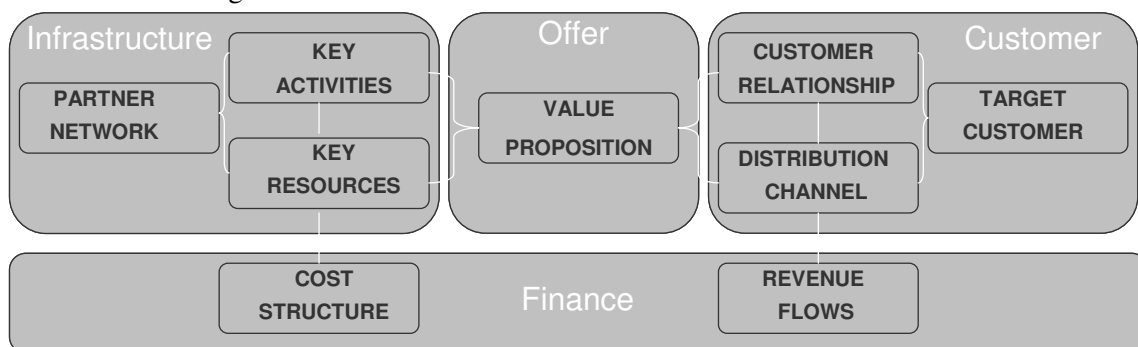 Infrastructure
PARTNER
NETWORK
KEY
ACTIVITIES
KEY
RESOURCES
Offer
VALUE
PROPOSITION
Customer
CUSTOMER
RELATIONSHIP
DISTRIBUTION
CHANNEL
TARGET
CUSTOMER
Finance
COST
STRUCTURE
REVENUE
FLOWS